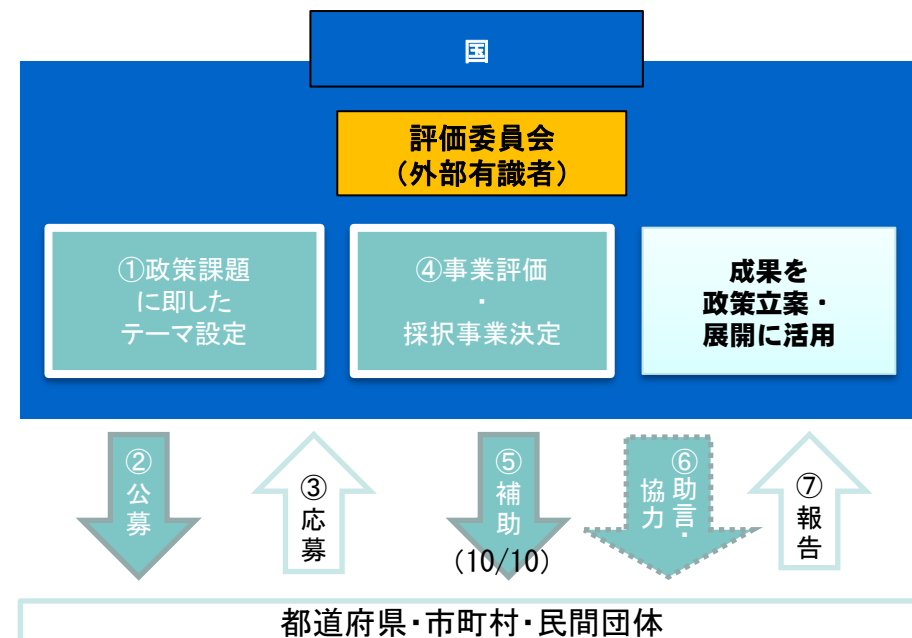 国
評価委員会
（外部有識者）
①政策課題
に即した
テーマ設定
④事業評価
・
採択事業決定
成果を
政策立案・
展開に活用
②公募
③応募
⑤補助
(10/10)
⑥助言・
協力
⑦報告
都道府県・市町村・民間団体